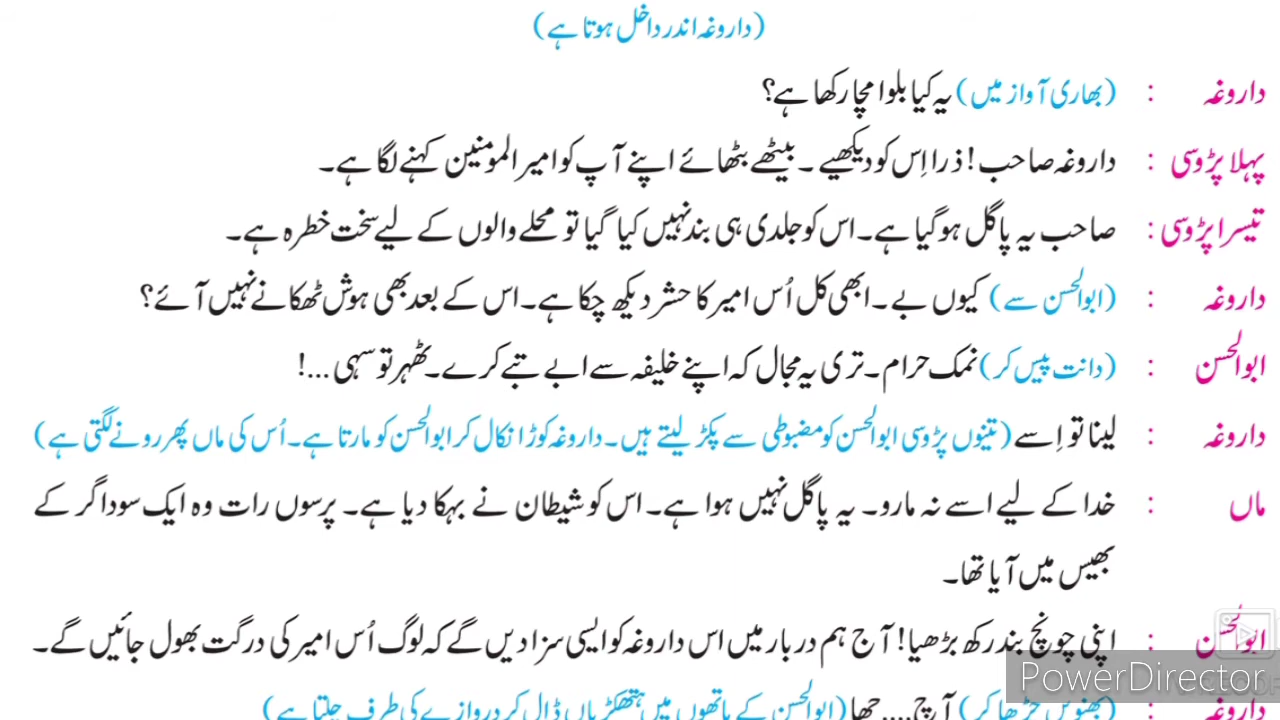 (داروغہ اندر داخل ہوتا ہے)
داروغہ : (بھاری آواز میں) یہ کیا بلوا مچا رکھا ہے؟
پہلا پڑوسی : داروغہ صاحب! ذرا اِس کو دیکھیے۔ بیٹھے بٹھائے اپنے آپ کو امیر المومنین کہنے لگا ہے۔
تیسرا پڑوسی : صاحب یہ پاگل ہو گیا ہے۔ اس کو جلدی ہی بند نہیں کیا گیا تو محلے والوں کے لیے سخت خطرہ ہے۔
داروغہ : (ابوالحسن سے) کیوں بے۔ ابھی کل اُس امیر کا حشر دیکھ چکا ہے۔ اس کے بعد بھی ہوش ٹھکانے نہیں آئے؟
ابوالحسن : (دانت پیس کر) نمک حرام۔ تری یہ مجال کہ اپنے خلیفہ سے ابے تبے کرے۔ ٹھہر تو سہی ...!
داروغہ : لینا تو اِسے (تینوں پڑوسی ابوالحسن کو مضبوطی سے پکڑ لیتے ہیں۔ داروغہ کوڑا نکال کر ابوالحسن کو مارتا ہے۔ اُس کی ماں پھر رونے لگتی ہے)
ماں : خدا کے لیے اسے نہ مارو۔ یہ پاگل نہیں ہوا ہے۔ اس کو شیطان نے بہکا دیا ہے۔ پرسوں رات وہ ایک سوداگر کے
بھیس میں آیا تھا۔
ابوالحسن : اپنی چونچ بند رکھ بڑھیا! آج ہم دربار میں اس داروغہ کو ایسی سزا دیں گے کہ لوگ اُس امیر کی درگت بھول جائیں گے۔
داروغہ : (بھنویں چڑھا کر) آ چ....چھا (ابوالحسن کے ہاتھوں میں ہتھکڑیاں ڈال کر دروازے کی طرف چلتا ہے)
PowerDirector